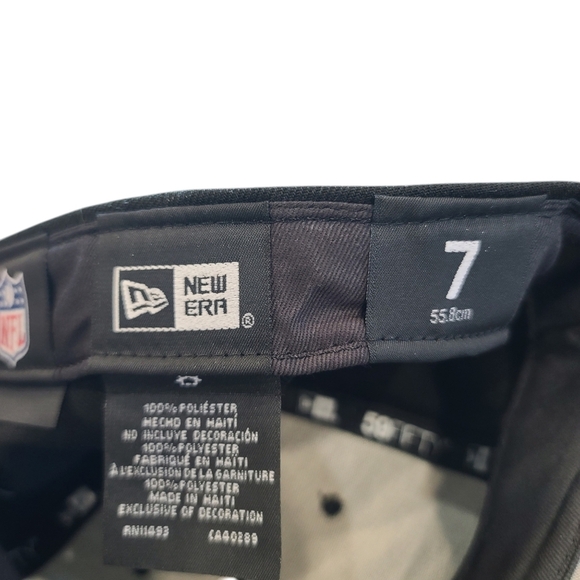 NFL
NEW
ERA
®
7
55.8cm
100% POLIÉSTER
HECHO EN HAITÍ
NO INCLUYE DECORACIÓN
100% POLYESTER
FABRIQUÉ EN HAÏTI
À L'EXCLUSION DE LA GARNITURE
100% POLYESTER
MADE IN HAITI
EXCLUSIVE OF DECORATION
RN11493 CA40289
59FIFTY